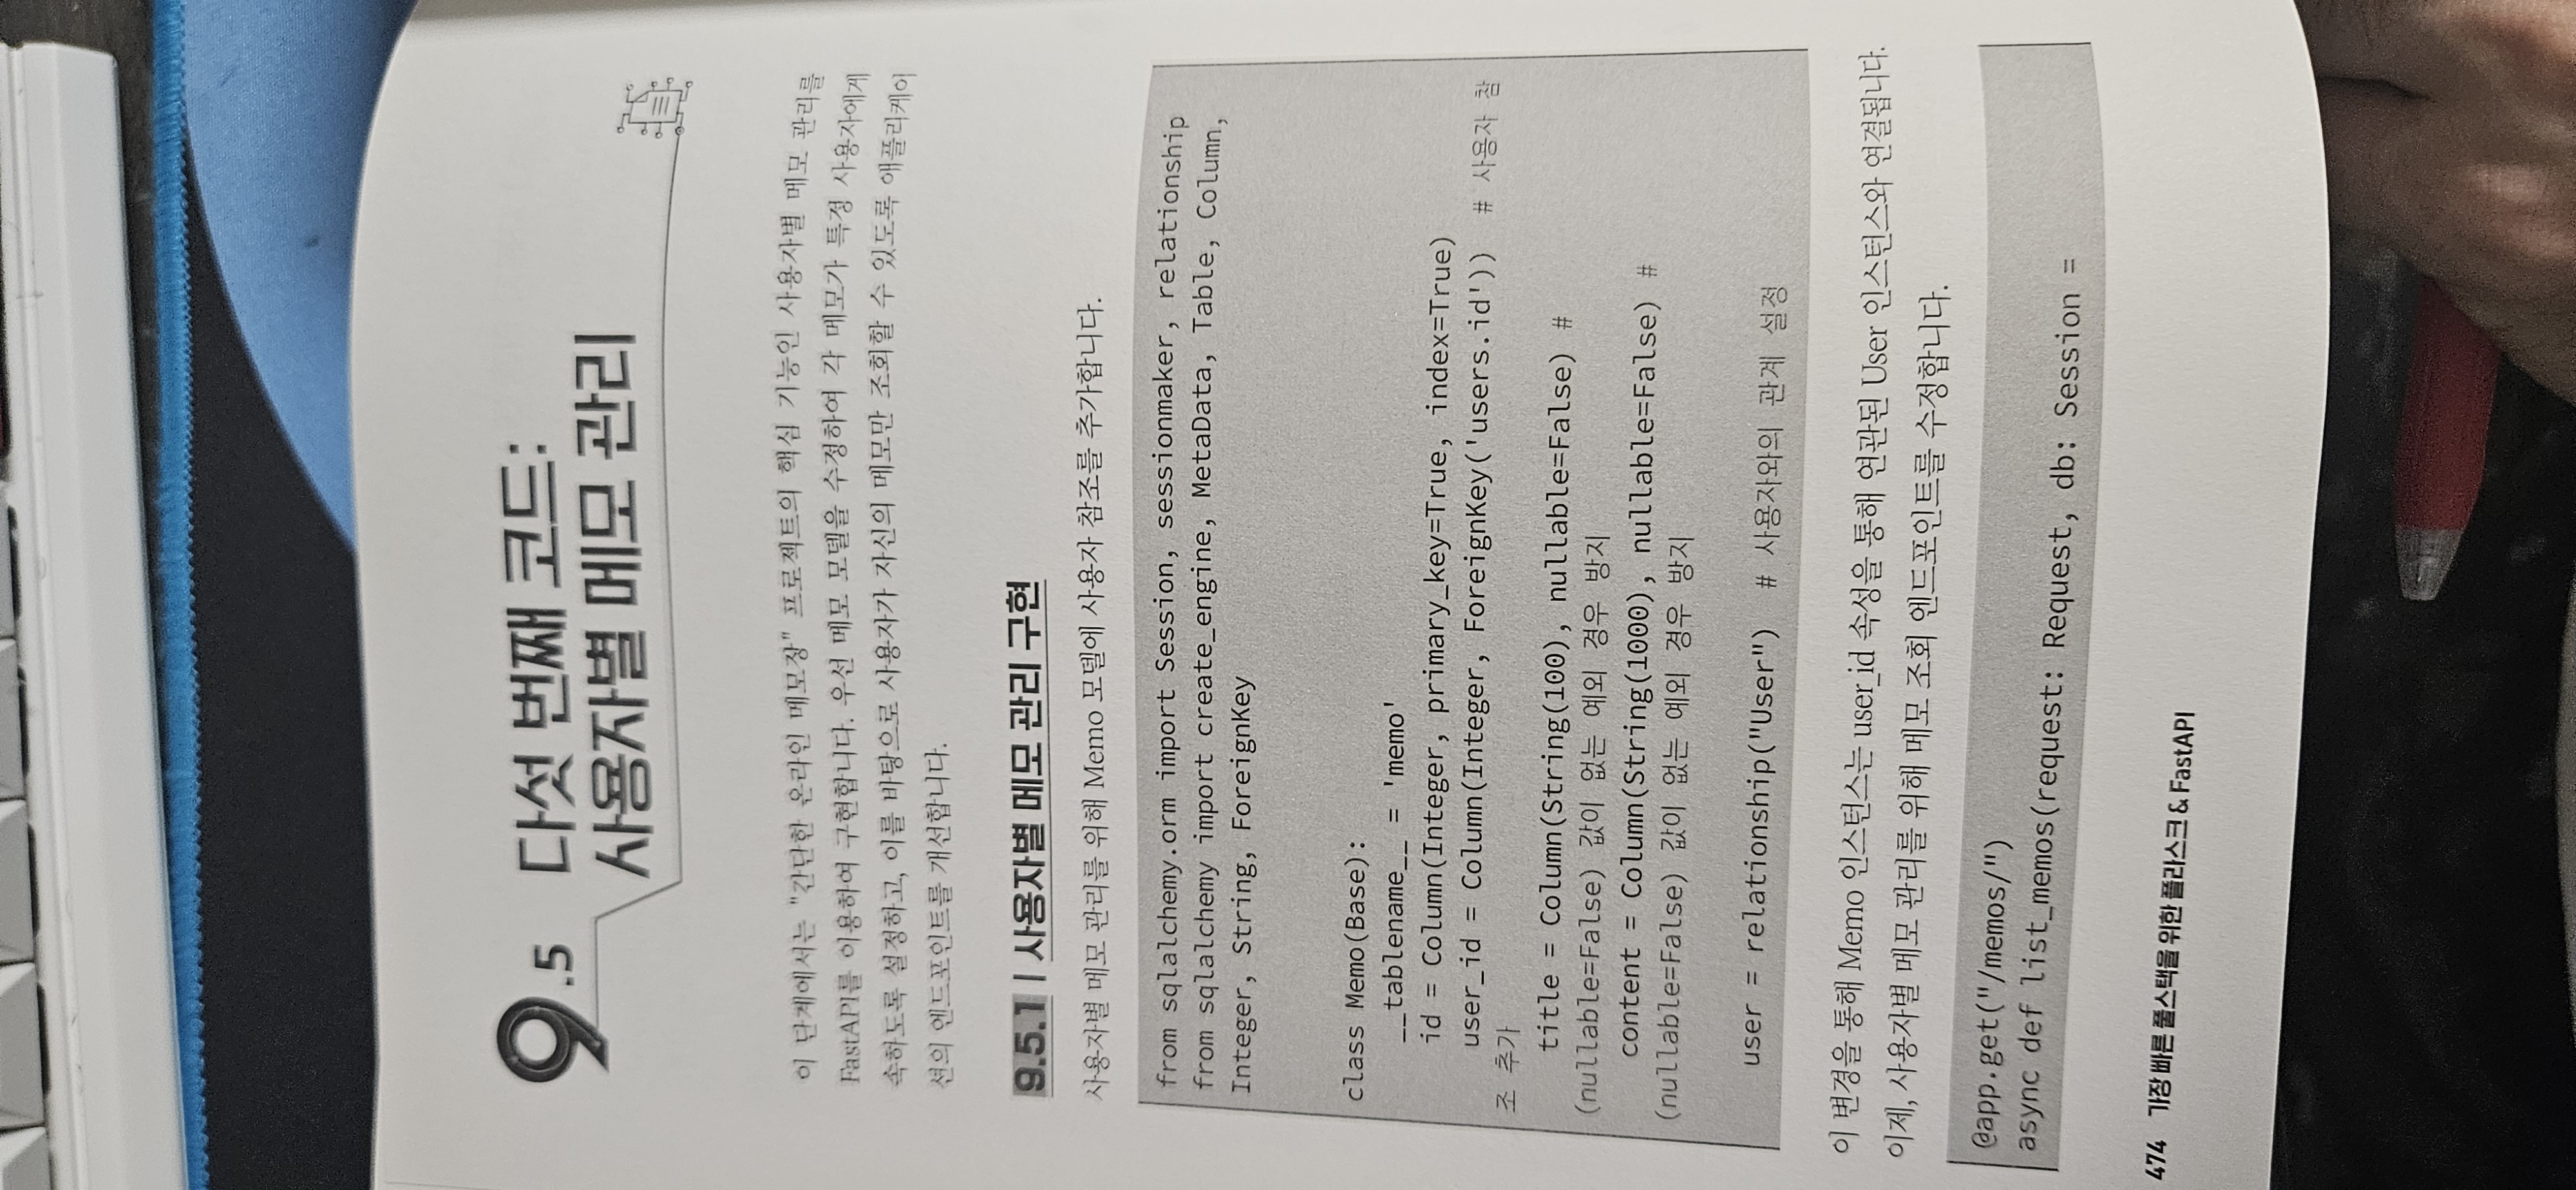 9.5 다섯 번째 코드:
사용자별 메모 관리
이 단계에서는 "간단한 온라인 메모장" 프로젝트의 핵심 기능인 사용자별 메모 관리를
FastAPI를 이용하여 구현합니다. 우선 메모 모델을 수정하여 각 메모가 특정 사용자에게
속하도록 설정하고, 이를 바탕으로 사용자가 자신의 메모만 조회할 수 있도록 애플리케이
션의 엔드포인트를 개선합니다.
9.5.1 | 사용자별 메모 관리 구현
사용자별 메모 관리를 위해 Memo 모델에 사용자 참조를 추가합니다.
from sqlalchemy.orm import Session, sessionmaker, relationship
from sqlalchemy import create_engine, MetaData, Table, Column,
Integer, String, ForeignKey
class Memo(Base):
    __tablename__ = 'memo'
    id = Column(Integer, primary_key=True, index=True)
    user_id = Column(Integer, ForeignKey('users.id'))  # 사용자 참
조 추가
    title = Column(String(100), nullable=False) #
(nullable=False) 값이 없는 예외 경우 방지
    content = Column(String(1000), nullable=False) #
(nullable=False) 값이 없는 예외 경우 방지
    user = relationship("User")  # 사용자와의 관계 설정
이 변경을 통해 Memo 인스턴스는 user_id 속성을 통해 연관된 User 인스턴스와 연결됩니다.
이제, 사용자별 메모 관리를 위해 메모 조회 엔드포인트를 수정합니다.
@app.get("/memos/")
async def list_memos(request: Request, db: Session =
474 가장 빠른 풀스택을 위한 플라스크 & FastAPI